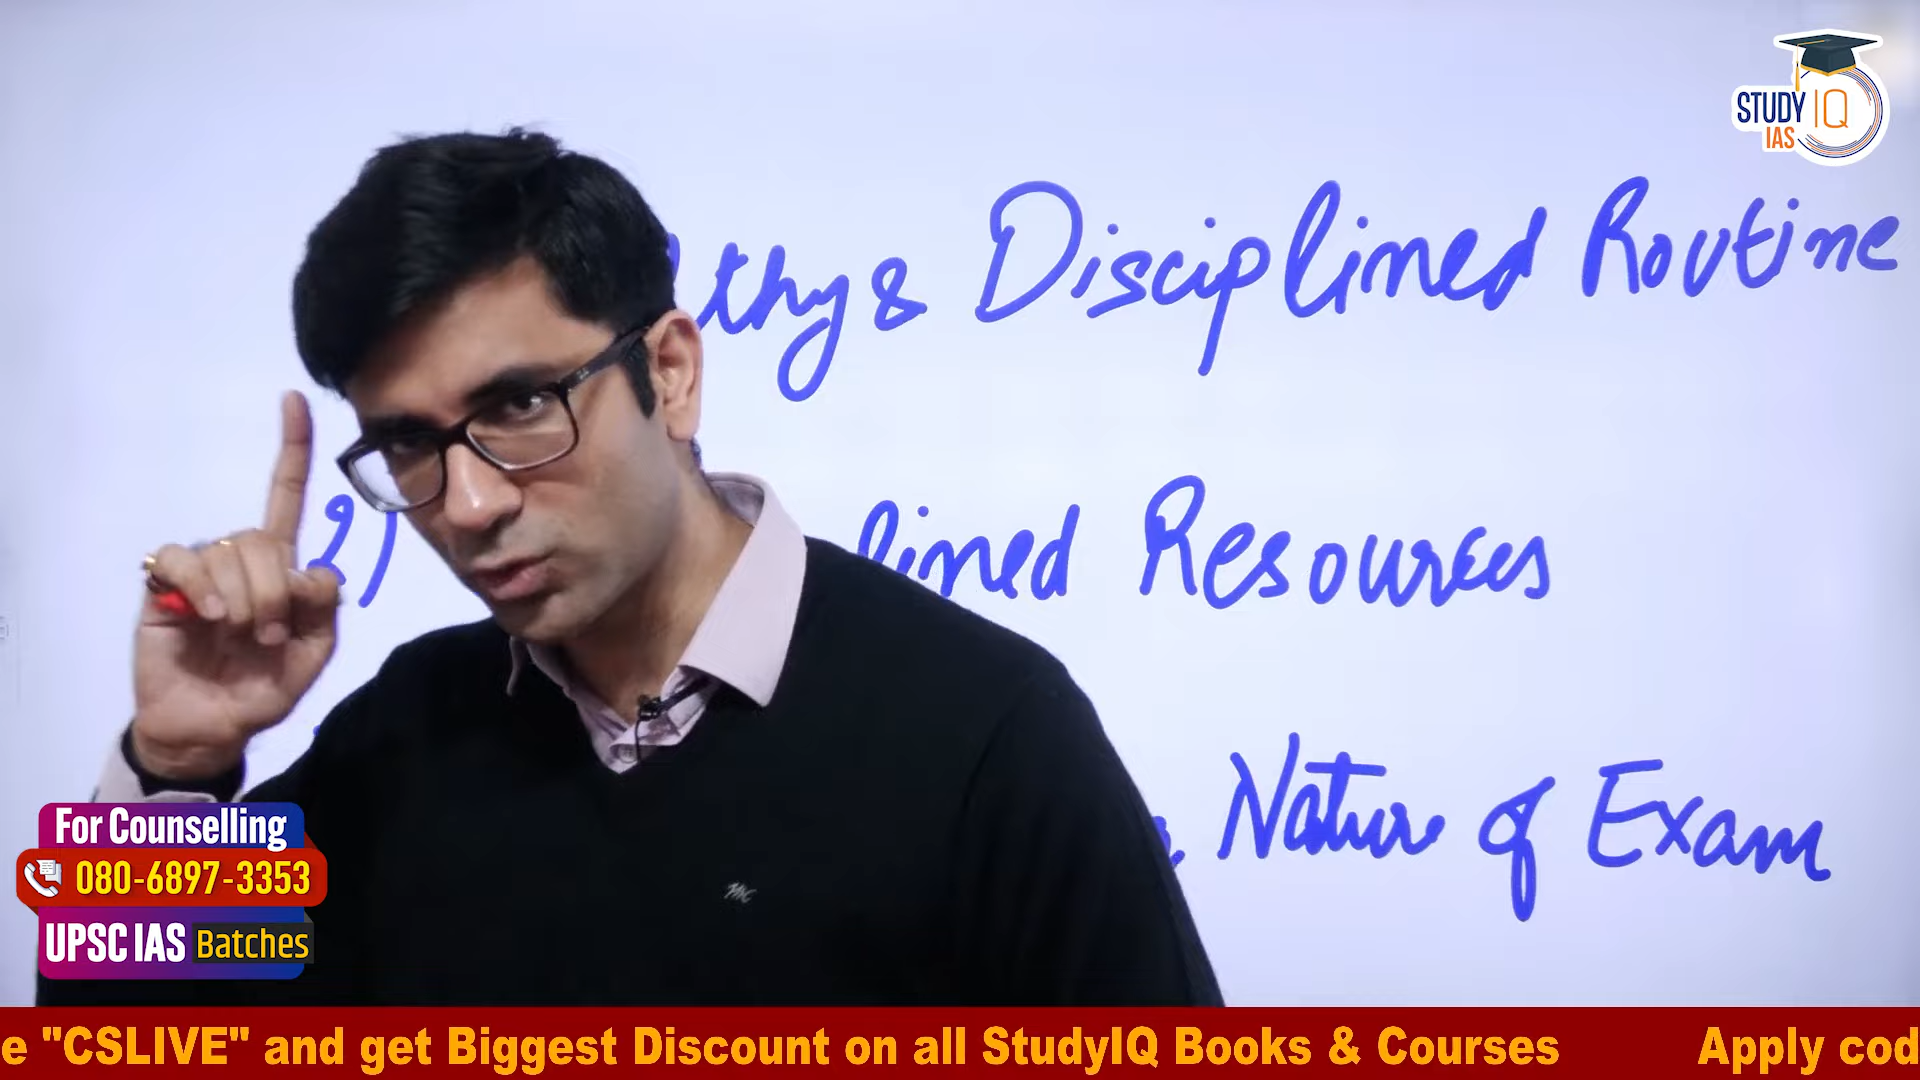 STUDY IQ
IAS
thy & Disciplined Routine
2) lined Resources
Nature of Exam
For Counselling
080-6897-3353
UPSC IAS Batches
e "CSLIVE" and get Biggest Discount on all StudyIQ Books & Courses Apply cod